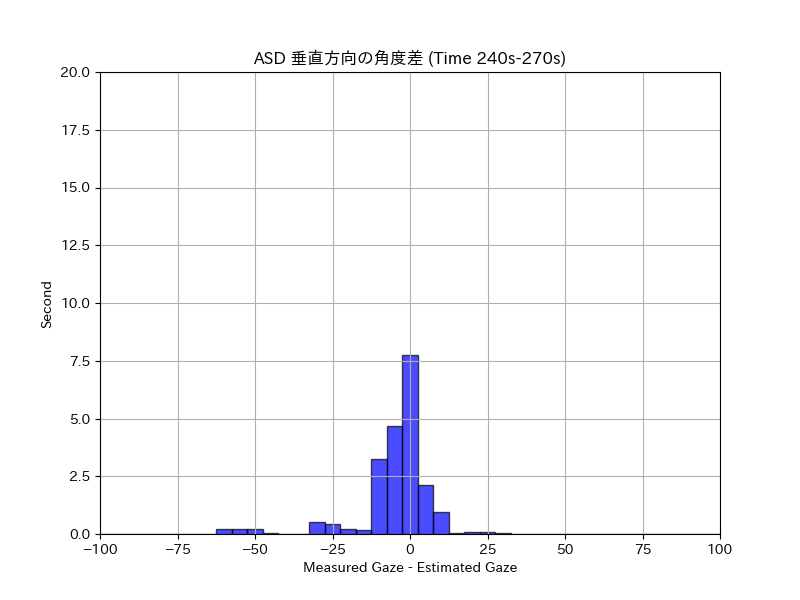 ASD 垂直方向の角度差 (Time 240s-270s)
20.0
17.5
15.0
12.5
10.0
7.5
5.0
2.5
0.0
Second
−100 −75 −50 −25 0 25 50 75 100
Measured Gaze - Estimated Gaze